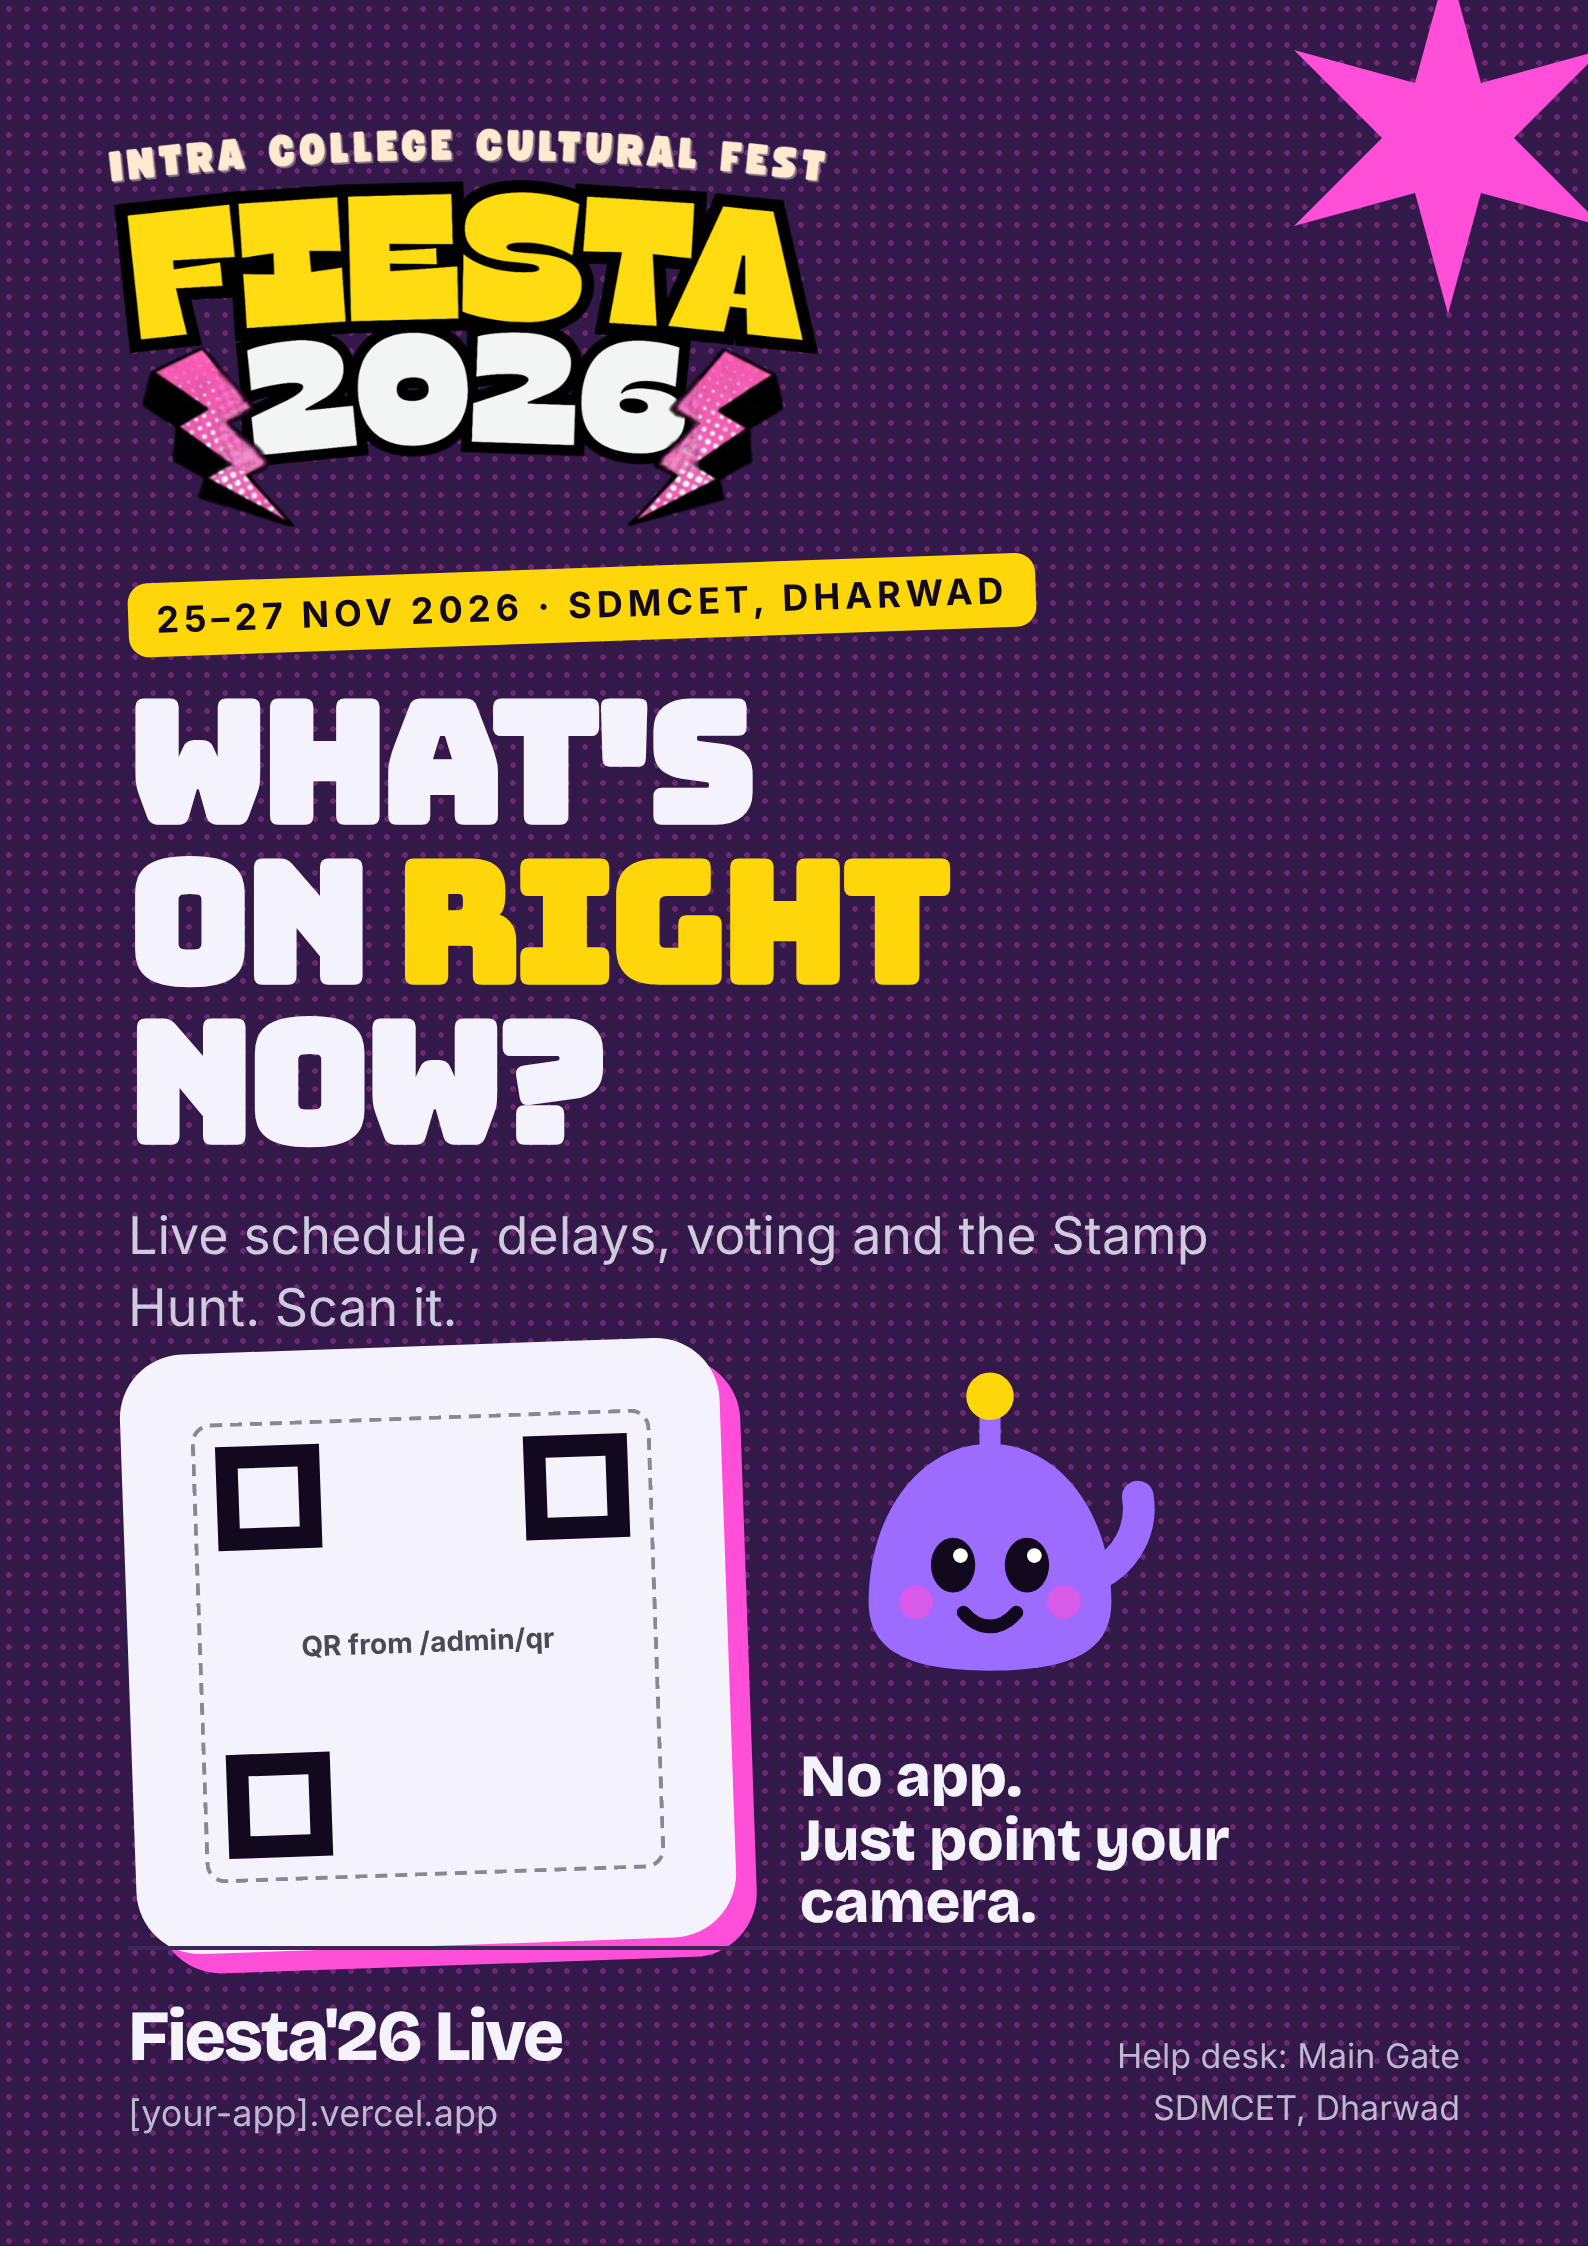 INTRA COLLEGE CULTURAL FEST
FIESTA
2026
25–27 NOV 2026 · SDMCET, DHARWAD
WHAT'S
ON RIGHT
NOW?
Live schedule, delays, voting and the Stamp
Hunt. Scan it.
QR from /admin/qr
No app.
Just point your
camera.
Fiesta'26 Live
[your-app].vercel.app
Help desk: Main Gate
SDMCET, Dharwad